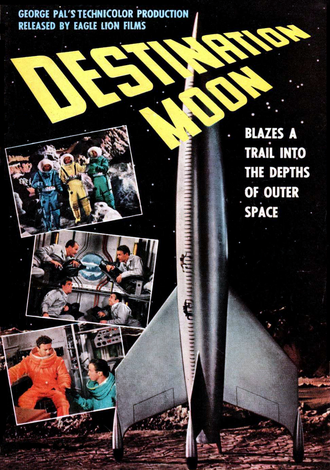 GEORGE PAL'S TECHNICOLOR PRODUCTION
RELEASED BY EAGLE LION FILMS
DESTINATION
MOON
BLAZES A
TRAIL INTO
THE DEPTHS
OF OUTER
SPACE